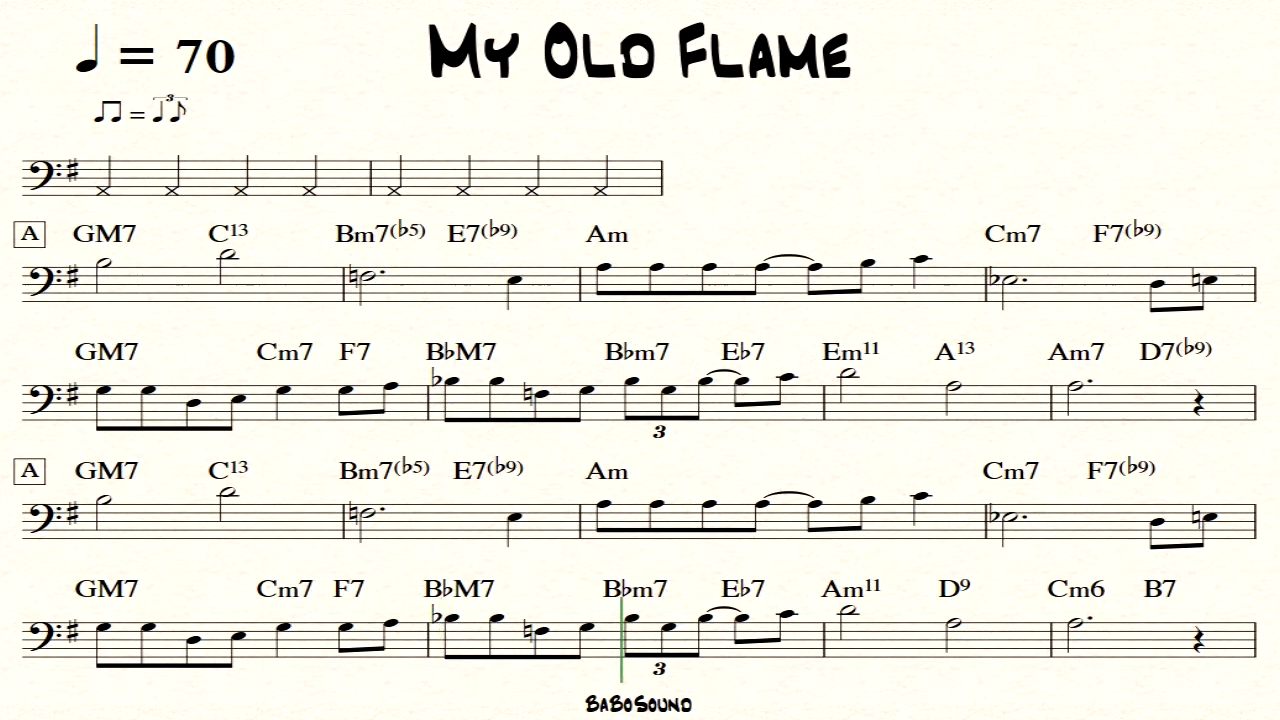 My Old Flame
♩ = 70
♫ = ♩♪ 3
A GM7 C13 Bm7(♭5) E7(♭9) Am Cm7 F7(♭9)
GM7 Cm7 F7 B♭M7 B♭m7 E♭7 Em11 A13 Am7 D7(♭9)
3
A GM7 C13 Bm7(♭5) E7(♭9) Am Cm7 F7(♭9)
GM7 Cm7 F7 B♭M7 B♭m7 E♭7 Am11 D9 Cm6 B7
3
BaBoSound